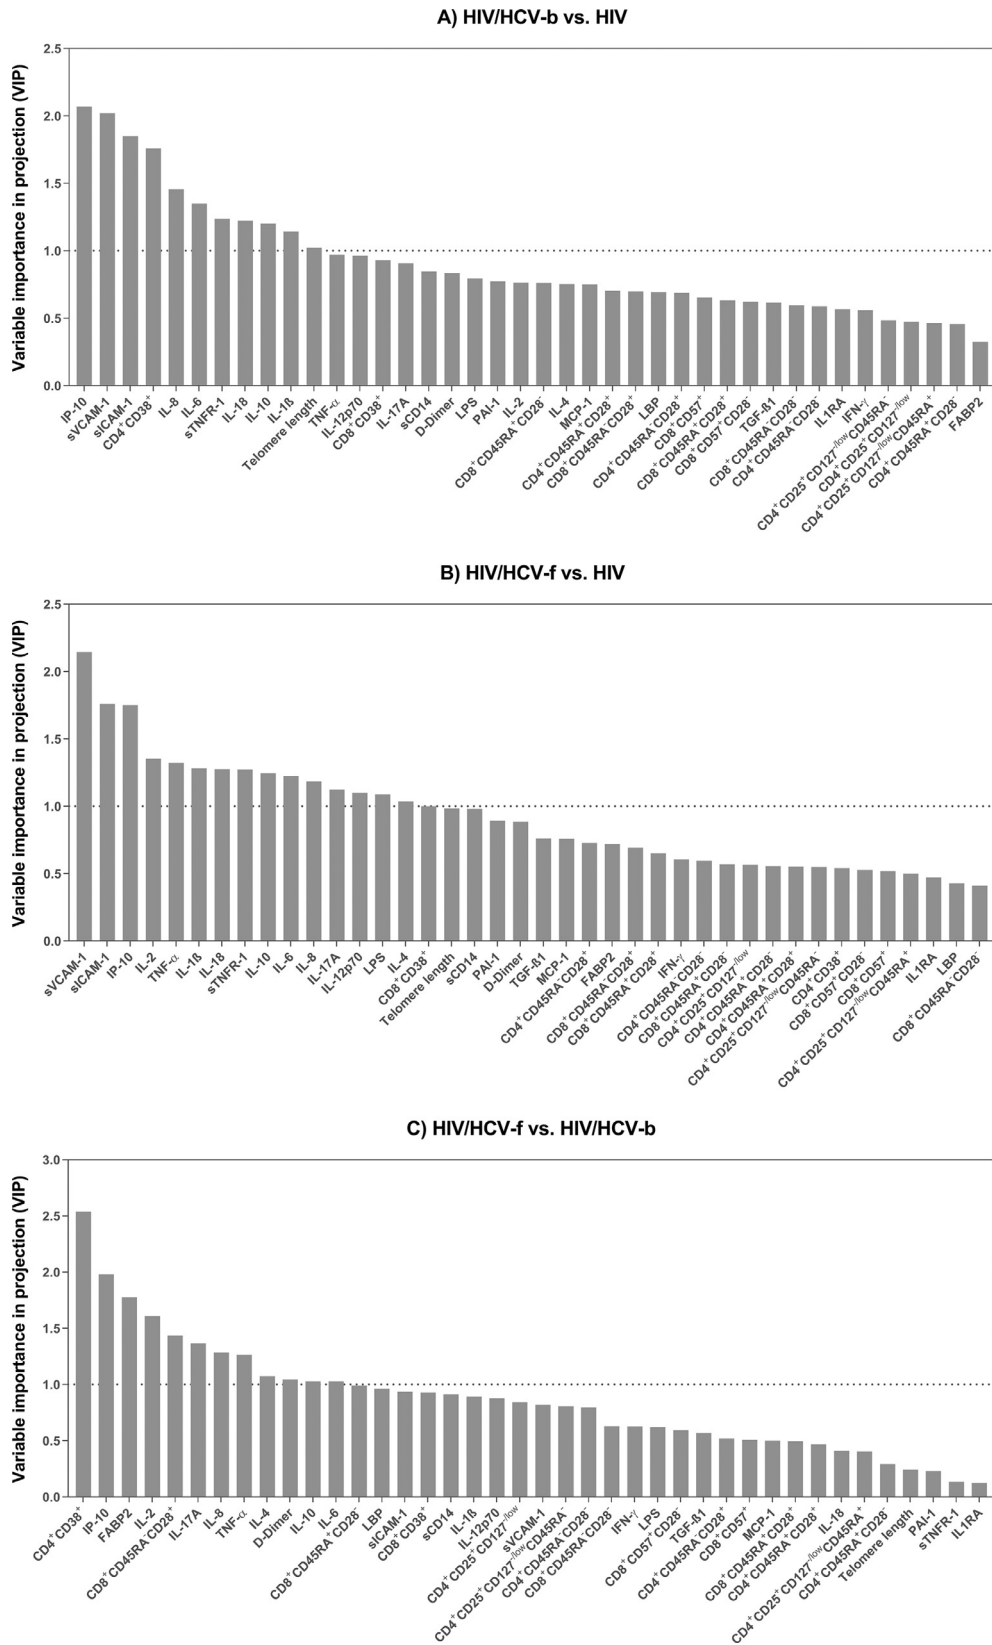 A) HIV/HCV-b vs. HIV
Variable importance in projection (VIP)
2.5
2.0
1.5
1.0
0.5
0.0
IP-10
sVCAM-1
sICAM-1
CD4⁺CD38⁺
IL-8
IL-6
sTNFR-1
IL-18
IL-10
IL-1ß
Telomere length
TNF-α
IL-12p70
CD8⁺CD38⁺
IL-17A
sCD14
D-Dimer
LPS
PAI-1
IL-2
CD8⁺CD45RA⁺CD28⁻
IL-4
MCP-1
CD4⁺CD45RA⁻CD28⁺
CD8⁺CD45RA⁻CD28⁺
LBP
CD4⁺CD45RA⁺CD28⁺
CD8⁺CD57⁺
CD8⁺CD45RA⁺CD28⁺
CD8⁺CD57⁺CD28⁻
TGF-ß1
CD8⁺CD45RA⁻CD28⁻
CD4⁺CD45RA⁻CD28⁻
IL1RA
IFN-γ
CD4⁺CD25⁺CD127⁻/ˡᵒʷCD45RA⁻
CD4⁺CD25⁺CD127⁻/ˡᵒʷ
CD4⁺CD25⁺CD127⁻/ˡᵒʷCD45RA⁺
CD4⁺CD45RA⁺CD28⁻
FABP2
B) HIV/HCV-f vs. HIV
Variable importance in projection (VIP)
2.5
2.0
1.5
1.0
0.5
0.0
sVCAM-1
sICAM-1
IP-10
IL-2
TNF-α
IL-1ß
IL-18
sTNFR-1
IL-10
IL-6
IL-8
IL-17A
IL-12p70
LPS
IL-4
CD8⁺CD38⁺
Telomere length
sCD14
PAI-1
D-Dimer
TGF-ß1
MCP-1
CD4⁺CD45RA⁻CD28⁺
FABP2
CD8⁺CD45RA⁻CD28⁺
CD8⁺CD45RA⁺CD28⁺
IFN-γ
CD4⁺CD45RA⁻CD28⁻
CD8⁺CD45RA⁺CD28⁻
CD4⁺CD25⁺CD127⁻/ˡᵒʷ
CD4⁺CD45RA⁺CD28⁻
CD4⁺CD45RA⁺CD28⁺
CD4⁺CD25⁺CD127⁻/ˡᵒʷCD45RA⁻
CD4⁺CD38⁺
CD8⁺CD57⁺CD28⁻
CD8⁺CD57⁺
CD4⁺CD25⁺CD127⁻/ˡᵒʷCD45RA⁺
IL1RA
LBP
CD8⁺CD45RA⁻CD28⁻
C) HIV/HCV-f vs. HIV/HCV-b
Variable importance in projection (VIP)
3.0
2.5
2.0
1.5
1.0
0.5
0.0
CD4⁺CD38⁺
IP-10
FABP2
IL-2
CD8⁺CD45RA⁻CD28⁺
IL-17A
IL-8
TNF-α
IL-4
D-Dimer
IL-10
IL-6
CD8⁺CD45RA⁺CD28⁻
LBP
sICAM-1
CD8⁺CD38⁺
sCD14
IL-1ß
IL-12p70
CD4⁺CD25⁺CD127⁻/ˡᵒʷ
sVCAM-1
CD4⁺CD25⁺CD127⁻/ˡᵒʷCD45RA⁻
CD4⁺CD45RA⁻CD28⁻
CD8⁺CD45RA⁻CD28⁻
IFN-γ
LPS
CD8⁺CD57⁺CD28⁻
TGF-ß1
CD4⁺CD45RA⁻CD28⁺
CD8⁺CD57⁺
MCP-1
CD8⁺CD45RA⁺CD28⁺
CD4⁺CD45RA⁺CD28⁺
IL-18
CD4⁺CD25⁺CD127⁻/ˡᵒʷCD45RA⁺
CD4⁺CD45RA⁺CD28⁻
Telomere length
PAI-1
sTNFR-1
IL1RA